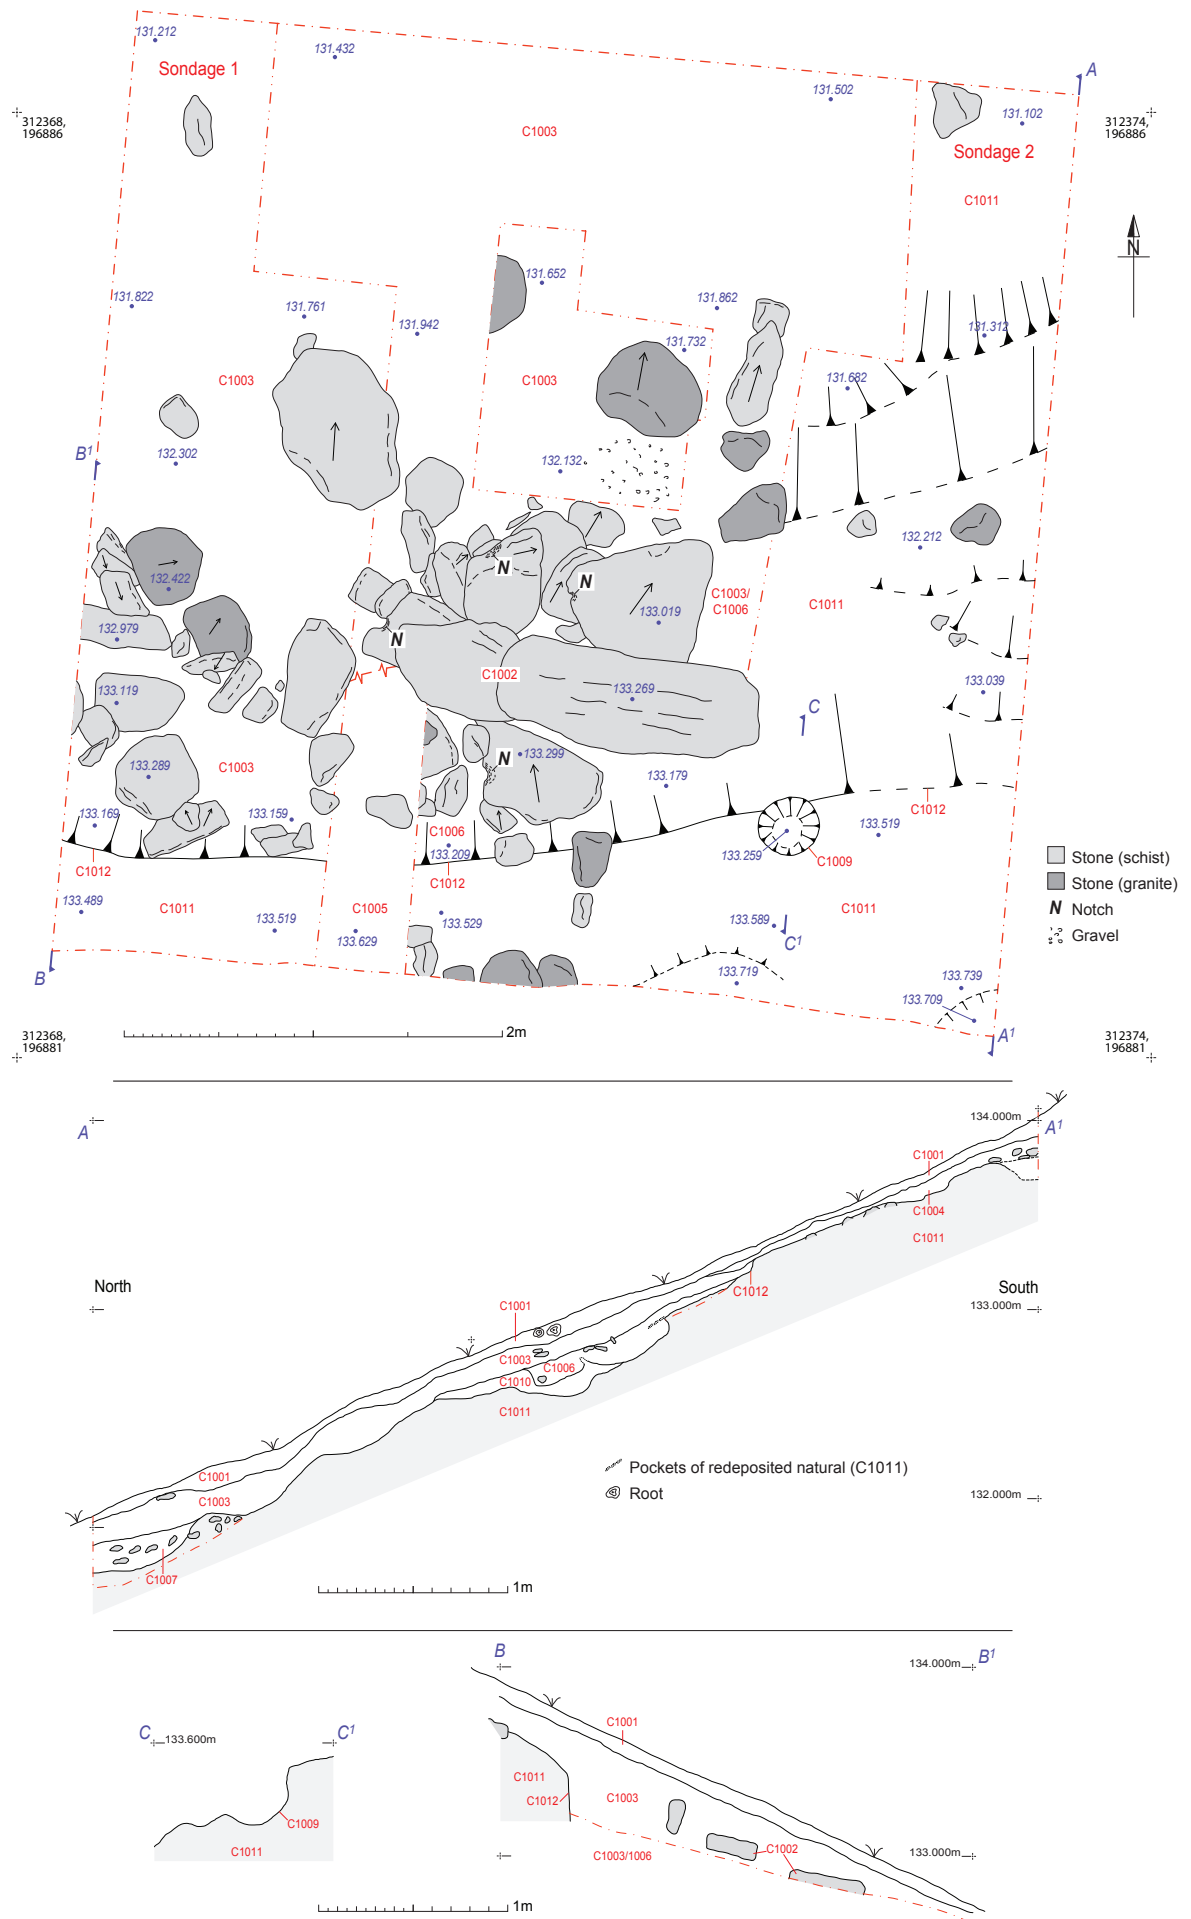 131.212
131.432
Sondage 1
A
131.502
131.102
312368,
196886
312374,
196886
C1003
Sondage 2
C1011
N
131.652
131.822
131.761
131.862
131.942
131.312
131.732
C1003
C1003
131.682
B1
132.302
132.132
132.212
N
132.422
N
C1003/
C1006
C1011
133.019
132.979
N
C1002
133.119
133.269
133.039
C
133.299
N
133.289
C1003
133.179
C1012
133.169
133.159
C1006
133.519
133.209
133.259
C1009
C1012
C1012
Stone (schist)
Stone (granite)
N Notch
Gravel
133.489
C1011
C1005
133.529
C1011
133.519
133.629
133.589
C1
133.719
133.739
133.709
B
2m
A1
312368,
196881
312374,
196881
A
134.000m
A1
C1001
C1004
C1011
North
South
C1012
C1001
133.000m
C1003
C1006
C1010
C1011
Pockets of redeposited natural (C1011)
C1001
Root
132.000m
C1003
C1007
1m
B
134.000m
B1
C
133.600m
C1
C1001
C1011
C1012
C1003
C1009
C1011
C1002
C1003/1006
133.000m
1m